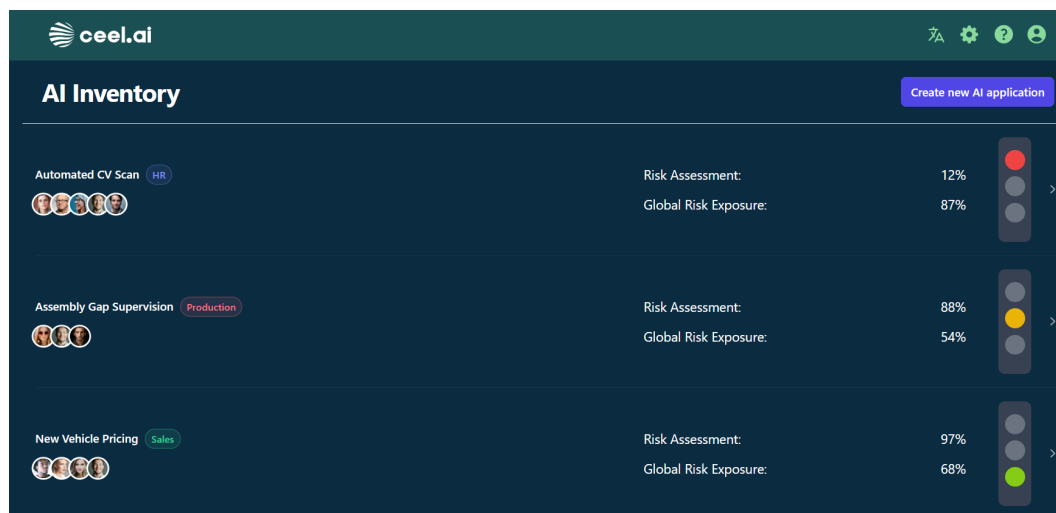 ceel.ai
AI Inventory
Create new AI application
Automated CV Scan HR
Risk Assessment: 12%
Global Risk Exposure: 87%
Assembly Gap Supervision Production
Risk Assessment: 88%
Global Risk Exposure: 54%
New Vehicle Pricing Sales
Risk Assessment: 97%
Global Risk Exposure: 68%